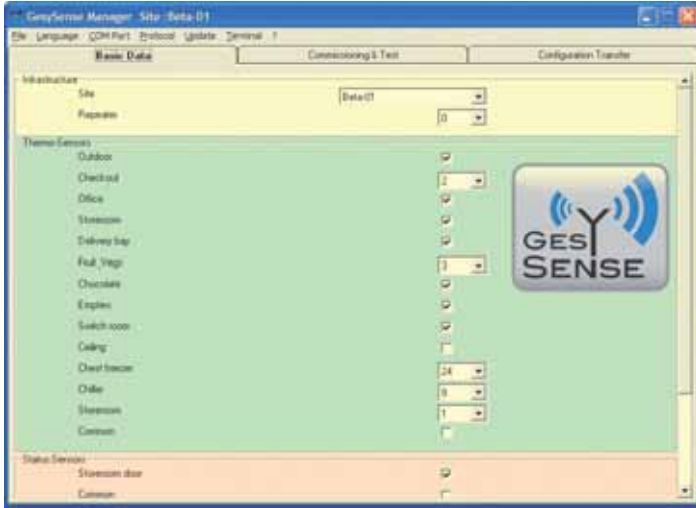 GesySense Manager Site: Beta-01
File Language COM Port Protocol Update Terminal ?
Basic Data Commissioning & Test Configuration Transfer
Infrastructure
Site Beta-01
Repeater 0
Thermo-Sensors
Outdoor
Checkout 2
Office
Storeroom
Delivery bay
Fruit_Vegs 3
Chocolate
Empties
Switch room
Ceiling
Chest freezer 24
Chiller
Storeroom 1
Common
Status Sensors
Storeroom door
Common
GESY
SENSE